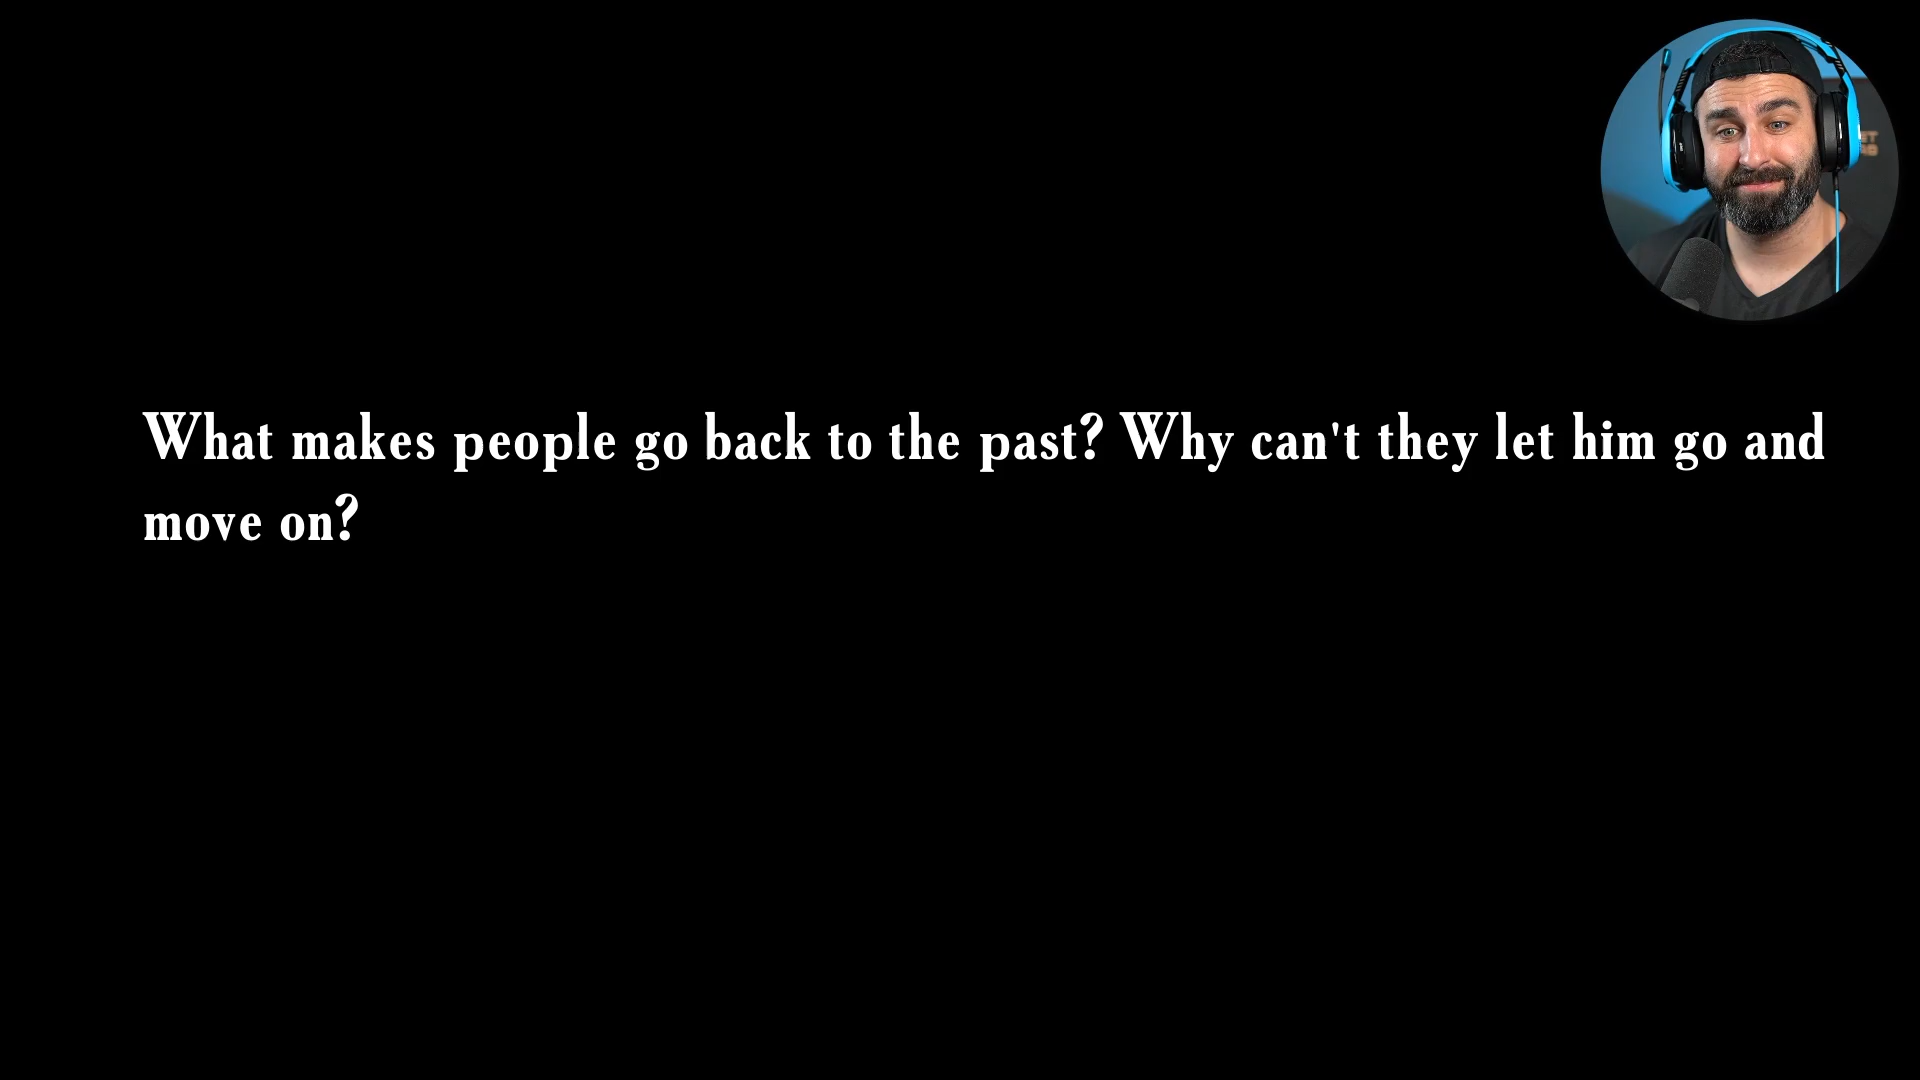 What makes people go back to the past? Why can't they let him go and
move on?